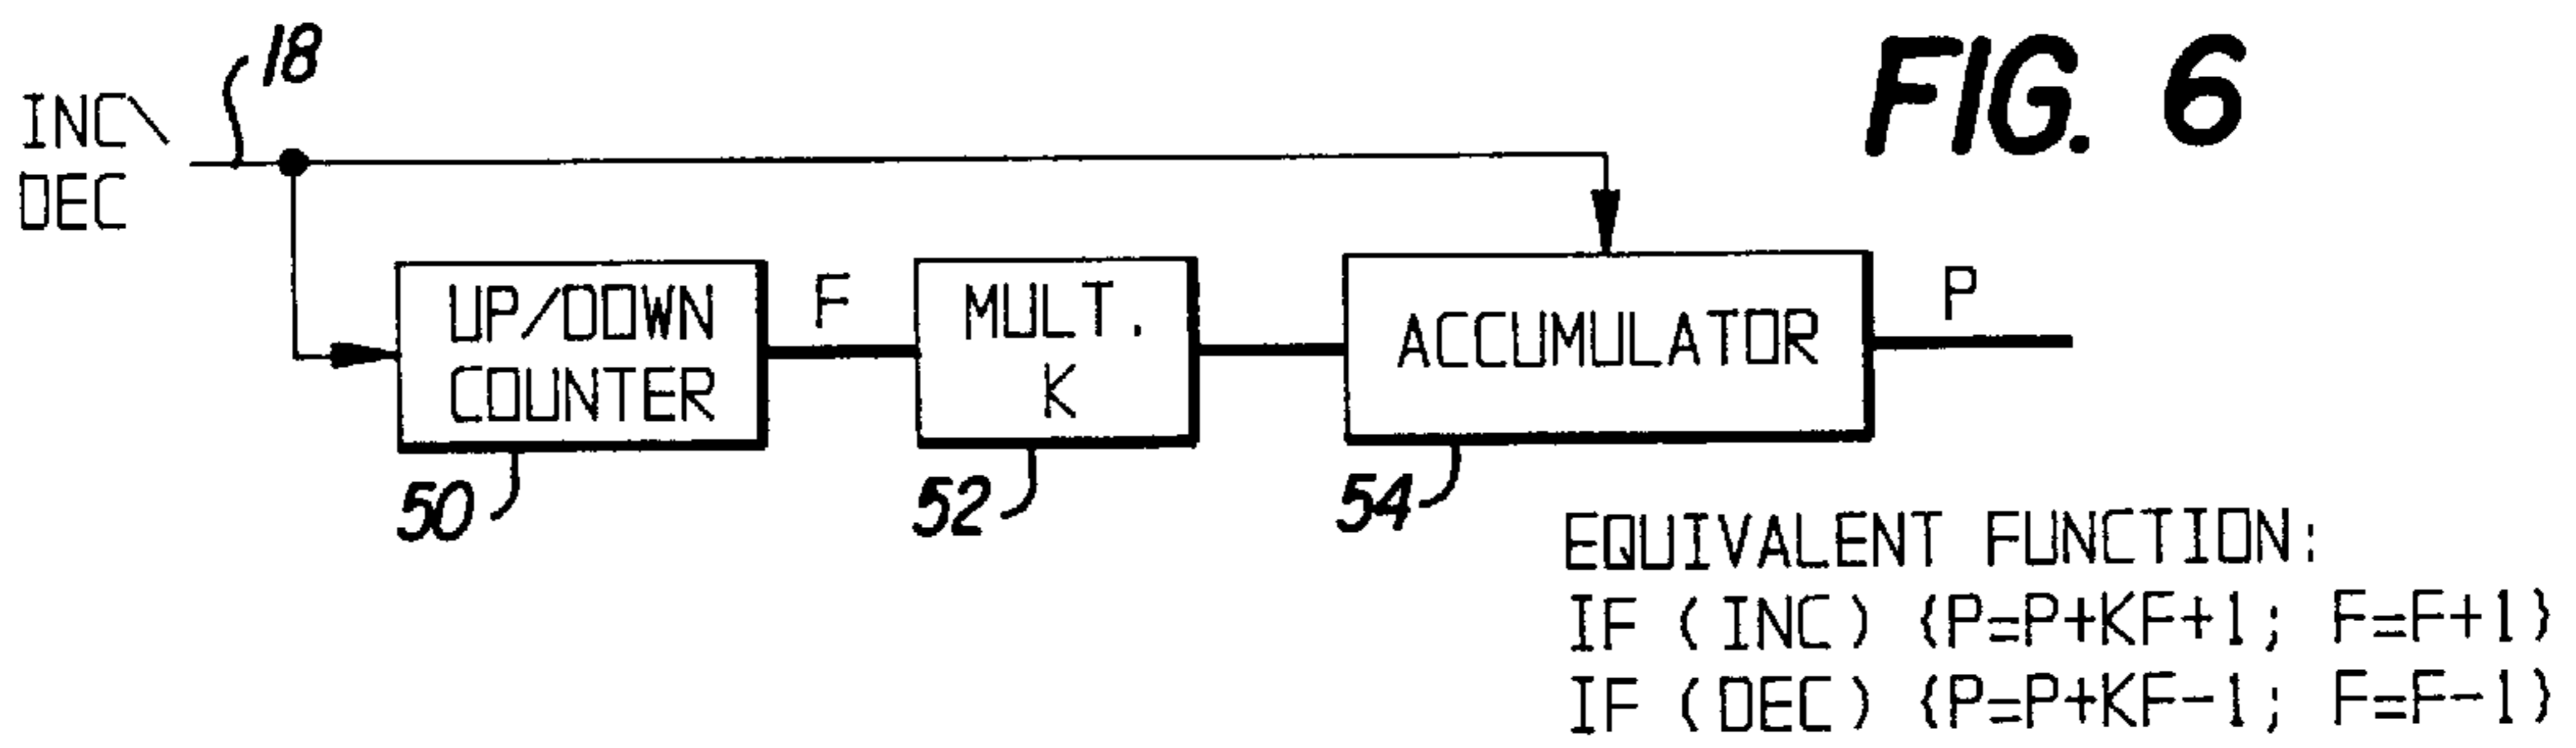 18
INC\
DEC
FIG. 6
UP/DOWN
COUNTER
F
MULT.
K
ACCUMULATOR
P
50
52
54
EQUIVALENT FUNCTION:
IF (INC) {P=P+KF+1; F=F+1}
IF (DEC) {P=P+KF-1; F=F-1}